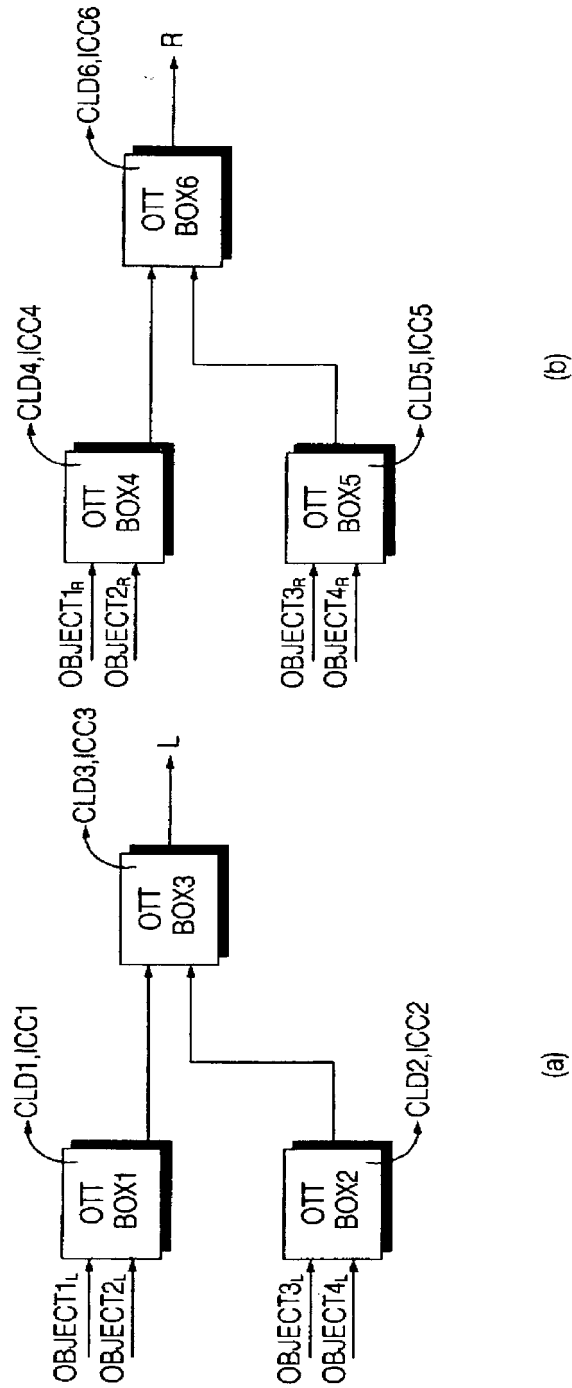 OBJECT1L
OBJECT2L
OTT
BOX1
CLD1,ICC1
OBJECT3L
OBJECT4L
OTT
BOX2
CLD2,ICC2
OTT
BOX3
CLD3,ICC3
L
(a)
OBJECT1R
OBJECT2R
OTT
BOX4
CLD4,ICC4
OBJECT3R
OBJECT4R
OTT
BOX5
CLD5,ICC5
OTT
BOX6
CLD6,ICC6
R
(b)